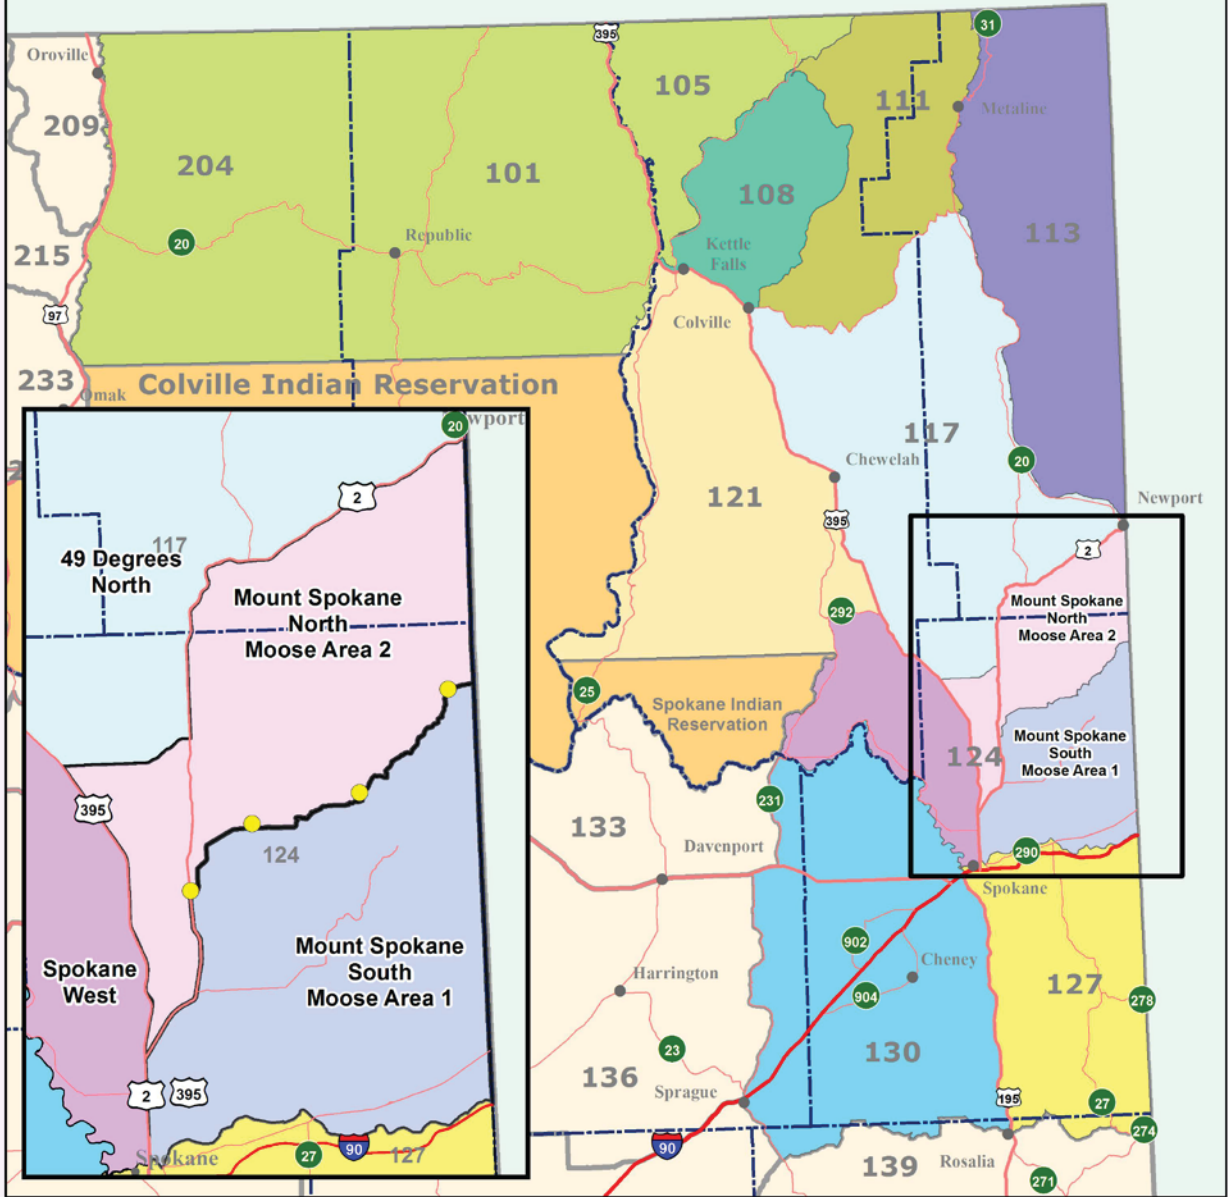 31
395
Oroville
105
111
Metaline
209
204
101
108
20
Republic
215
Kettle
Falls
113
97
Colville
233
Omak
Colville Indian Reservation
117
Chewelah
20
121
395
Newport
2
292
Mount Spokane
North
Moose Area 2
25
Spokane Indian
Reservation
124
Mount Spokane
South
Moose Area 1
231
133
Davenport
290
Spokane
902
Cheney
904
Harrington
127
278
23
130
136
Sprague
195
27
274
90
139
Rosalia
271
20
wport
2
117
49 Degrees
North
Mount Spokane
North
Moose Area 2
395
124
Spokane
West
Mount Spokane
South
Moose Area 1
2
395
Spokane
27
90
127
2